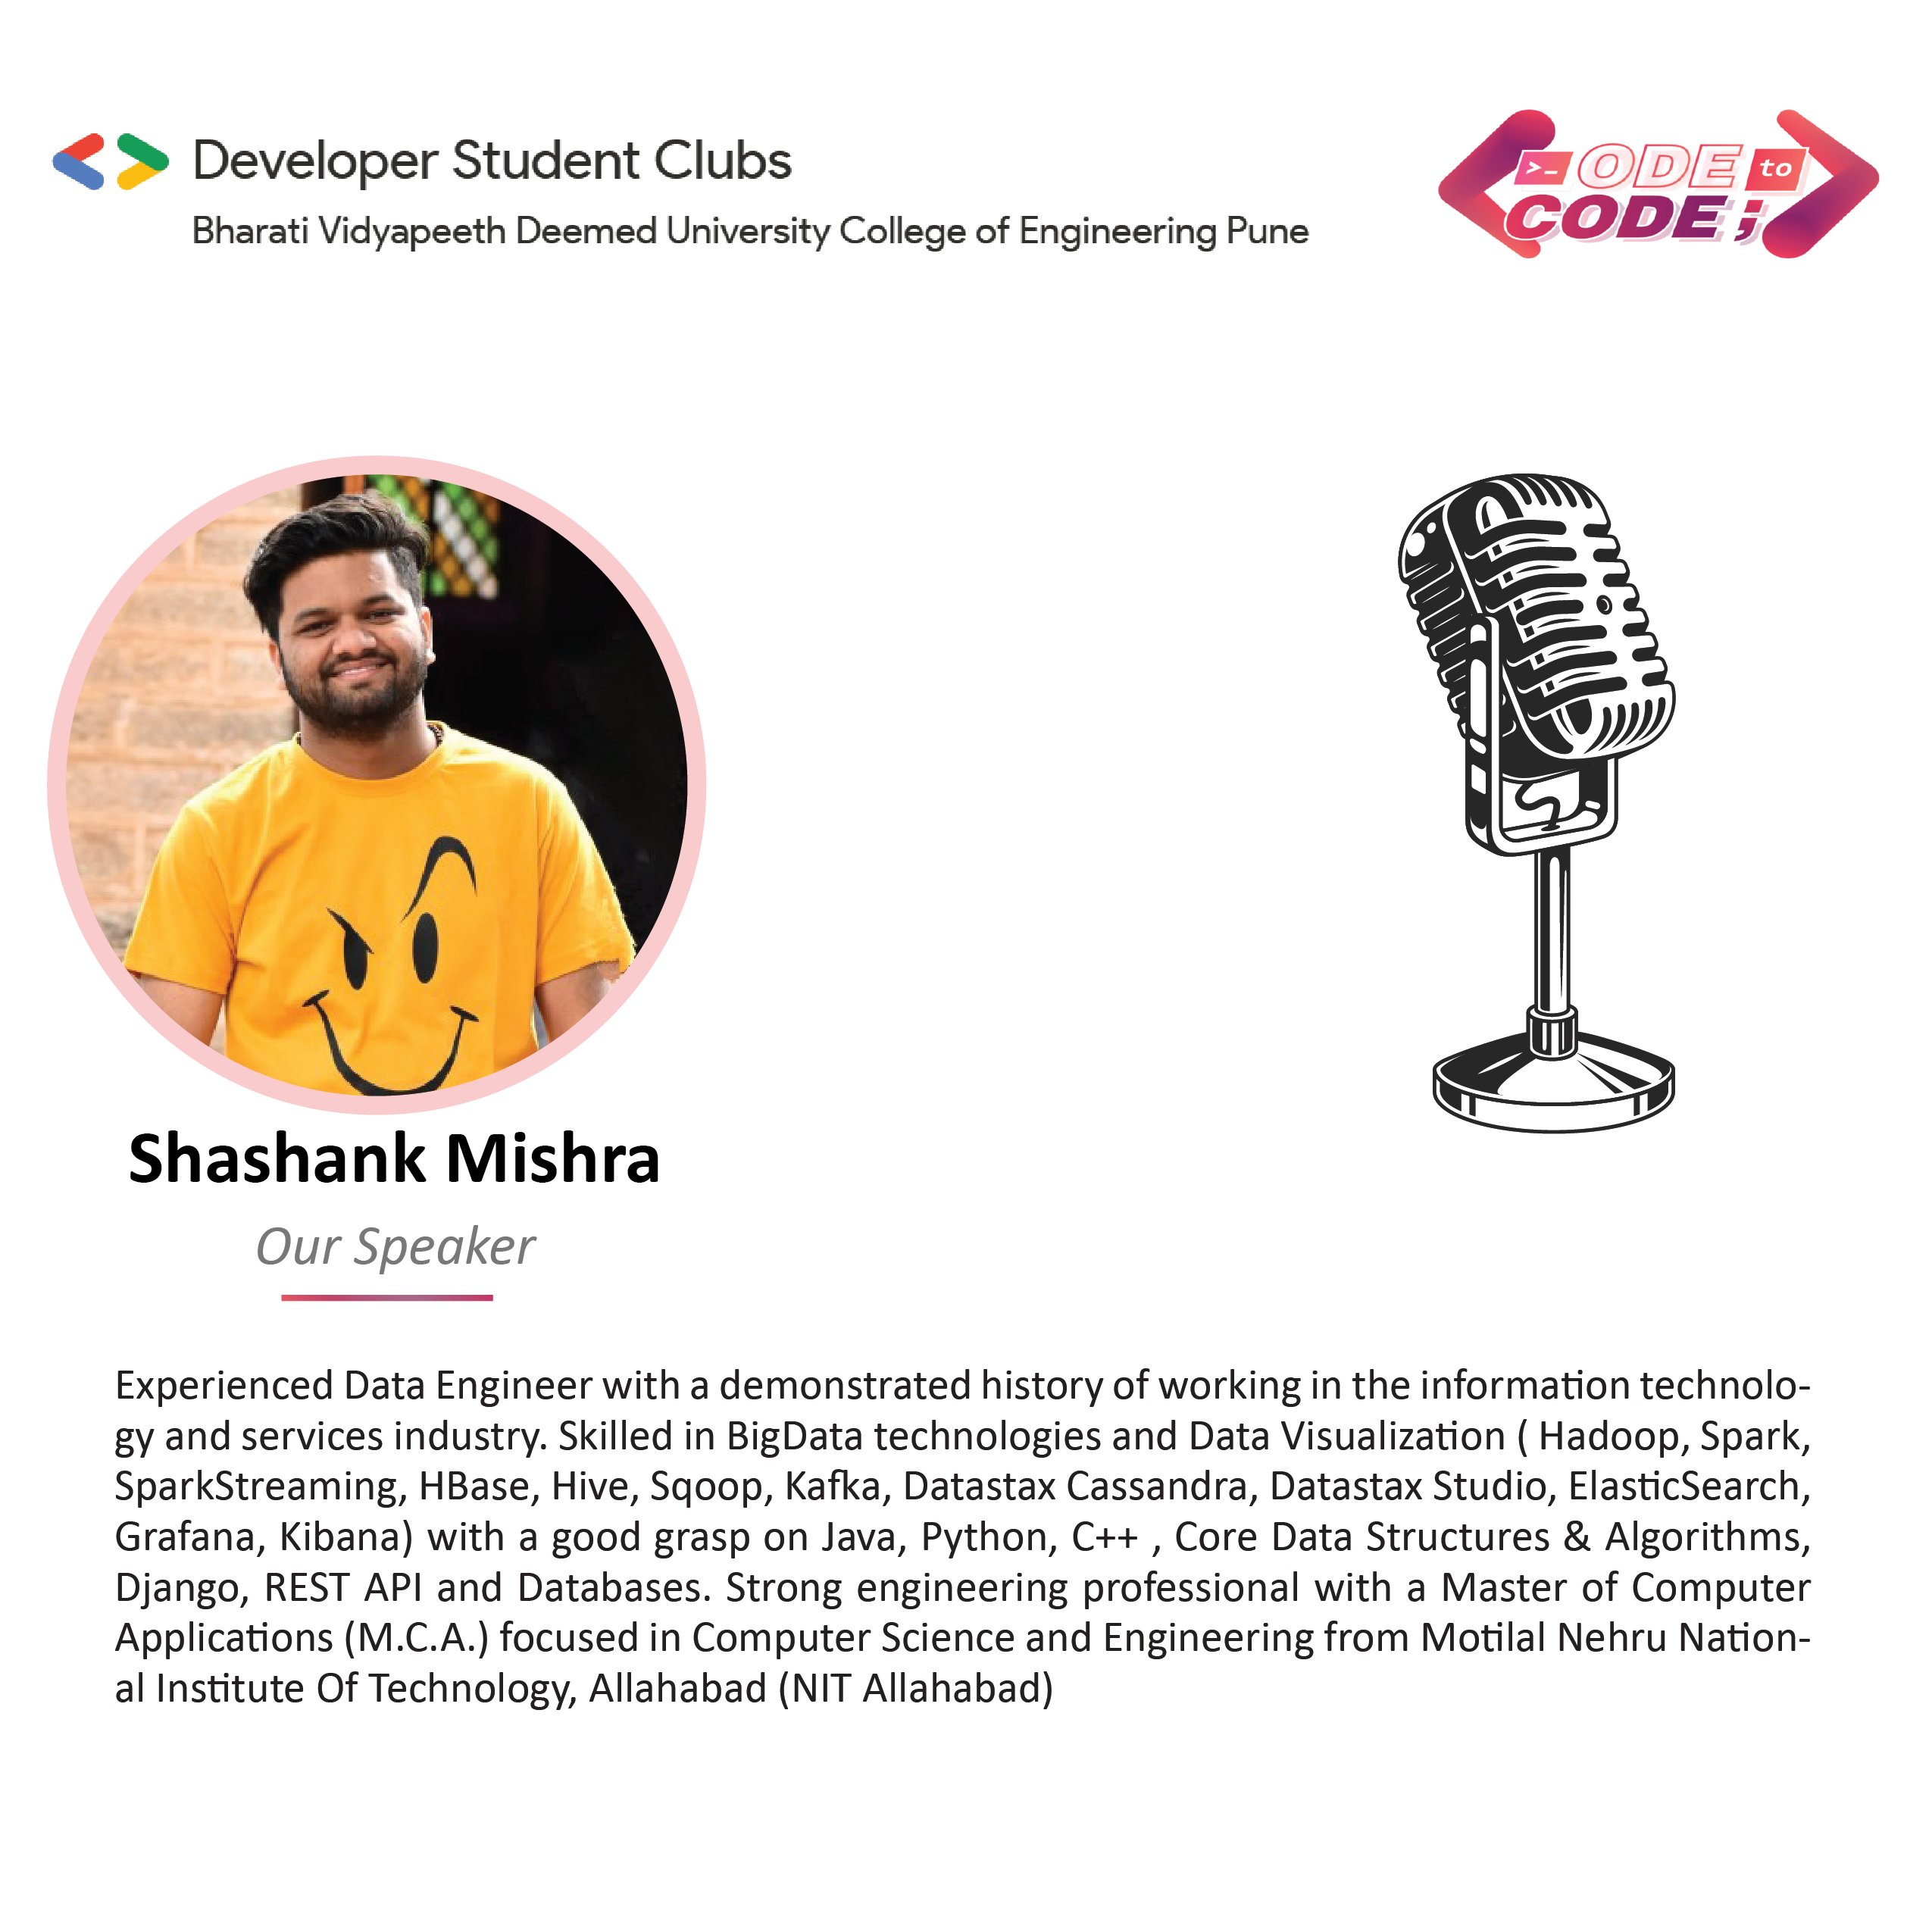 Developer Student Clubs
Bharati Vidyapeeth Deemed University College of Engineering Pune
>_ ODE to
CODE;
Shashank Mishra
Our Speaker
Experienced Data Engineer with a demonstrated history of working in the information technolo-
gy and services industry. Skilled in BigData technologies and Data Visualization ( Hadoop, Spark,
SparkStreaming, HBase, Hive, Sqoop, Kafka, Datastax Cassandra, Datastax Studio, ElasticSearch,
Grafana, Kibana) with a good grasp on Java, Python, C++ , Core Data Structures & Algorithms,
Django, REST API and Databases. Strong engineering professional with a Master of Computer
Applications (M.C.A.) focused in Computer Science and Engineering from Motilal Nehru Nation-
al Institute Of Technology, Allahabad (NIT Allahabad)